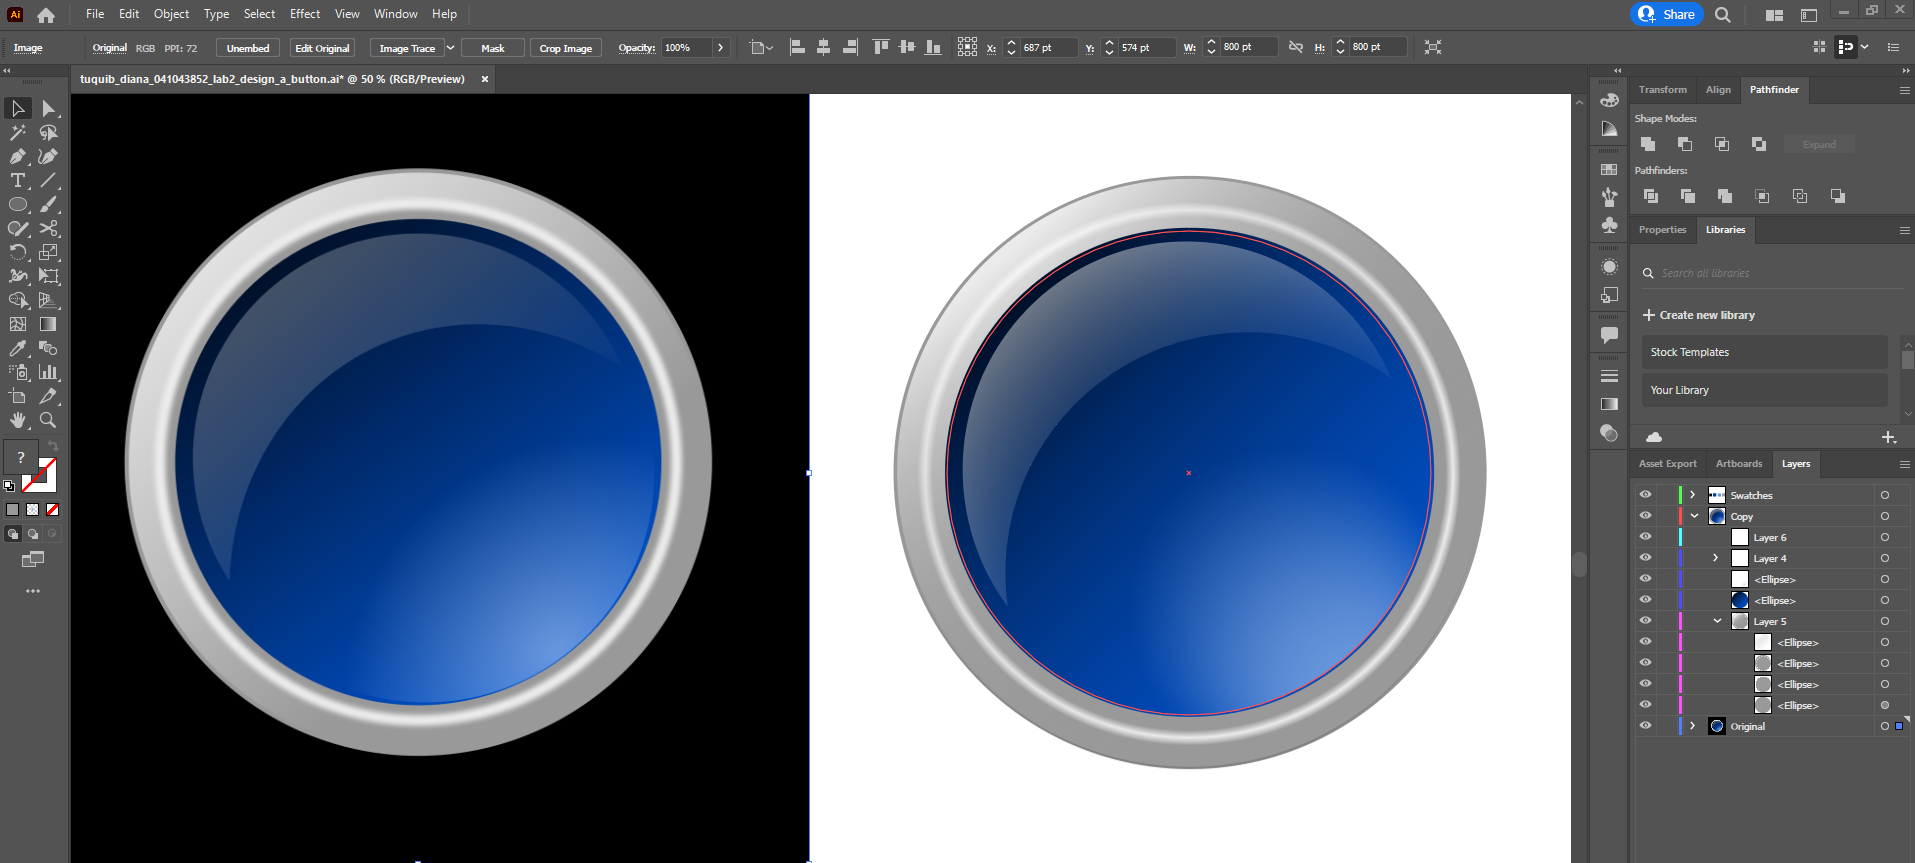 Ai File Edit Object Type Select Effect View Window Help Share
Image Original RGB PPI: 72 Unembed Edit Original Image Trace Mask Crop Image Opacity: 100% X: 687 pt Y: 574 pt W: 800 pt H: 800 pt
tuquib_diana_041043852_lab2_design_a_button.ai* @ 50 % (RGB/Preview) ×
T
?
Transform Align Pathfinder
Shape Modes:
Expand
Pathfinders:
Properties Libraries
Search all libraries
Create new library
Stock Templates
Your Library
Asset Export Artboards Layers
Swatches
Copy
Layer 6
Layer 4
<Ellipse>
<Ellipse>
Layer 5
<Ellipse>
<Ellipse>
<Ellipse>
<Ellipse>
Original